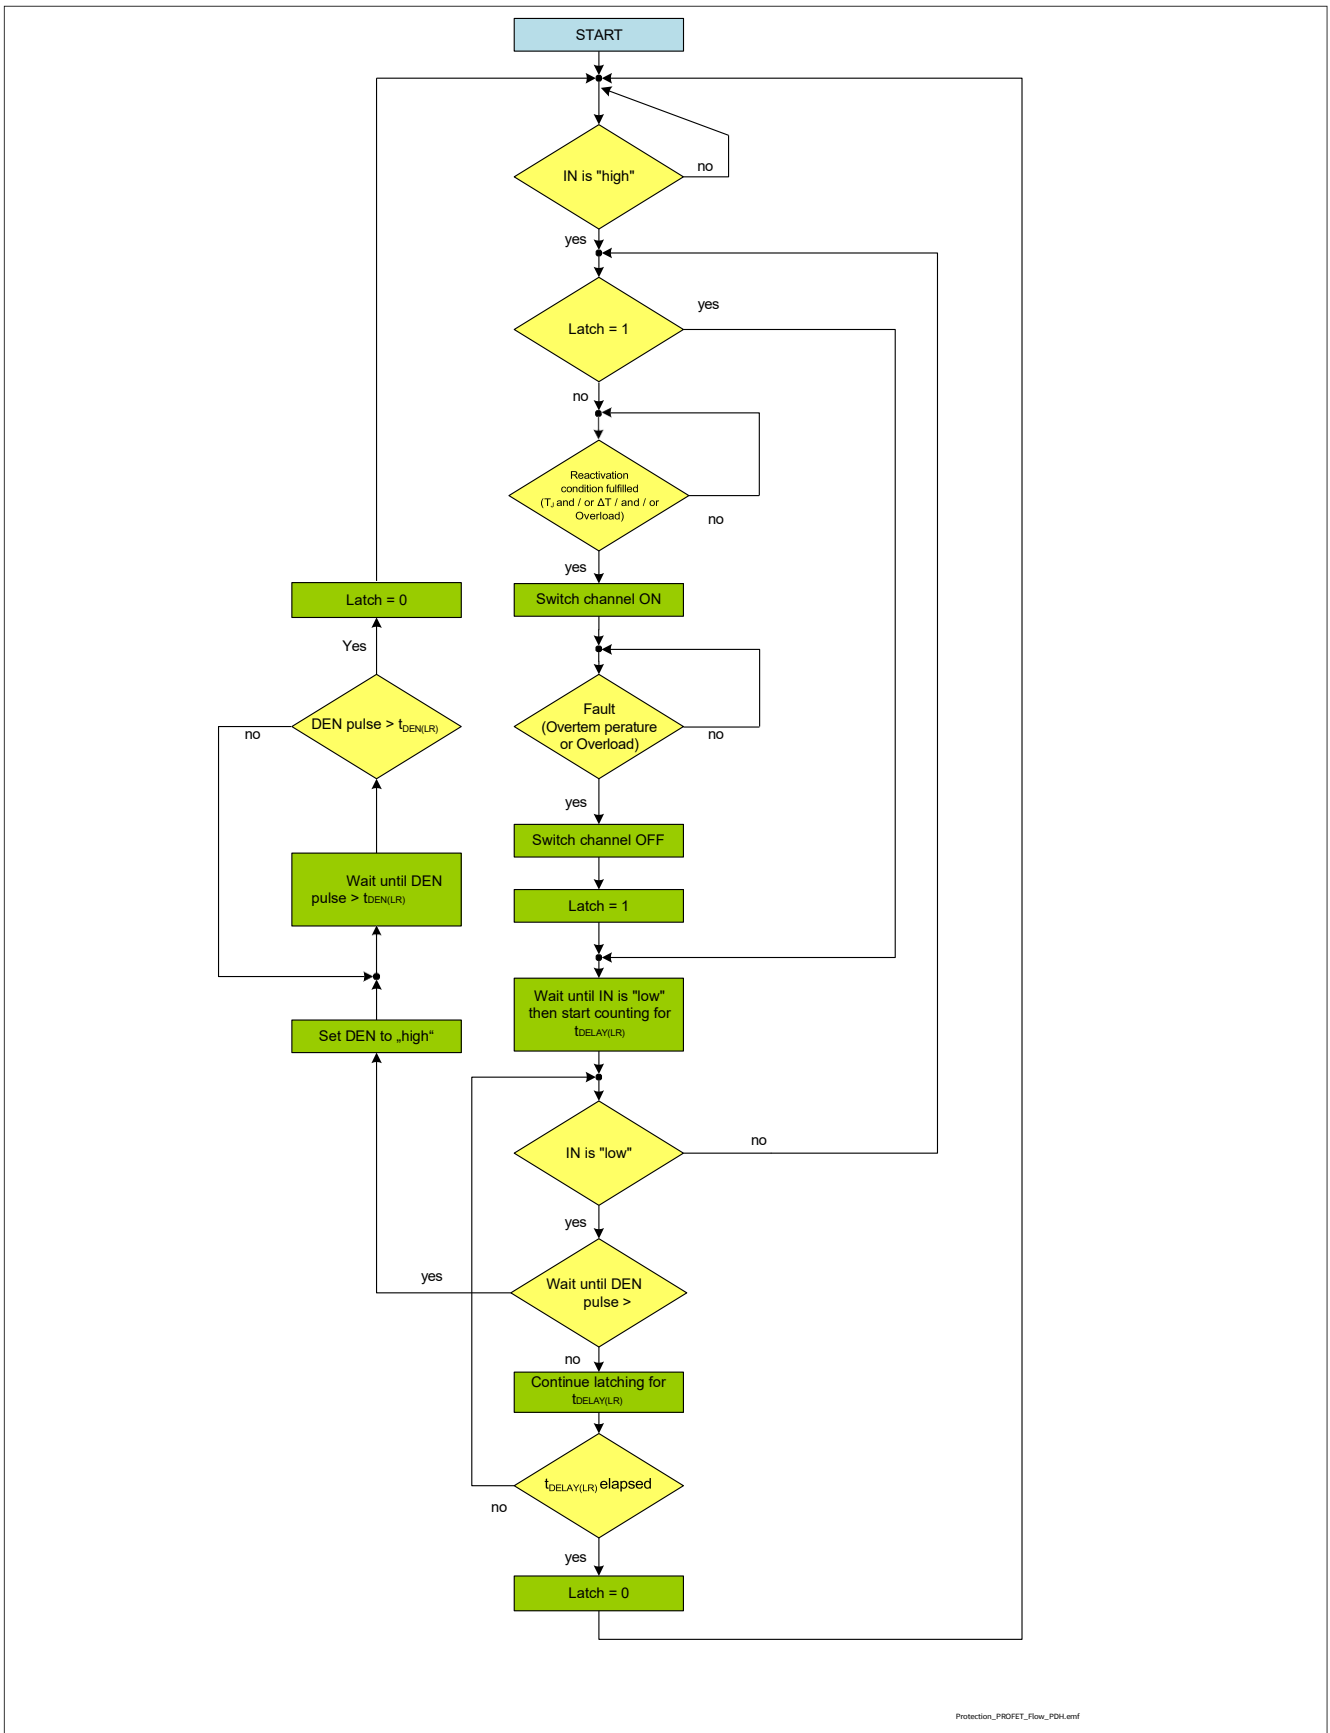 START
IN is "high"
no
yes
Latch = 1
yes
no
Reactivation
condition fulfilled
(TJ and / or ΔT / and / or
Overload)
no
yes
Switch channel ON
Fault
(Overtem perature
or Overload)
no
yes
Switch channel OFF
Latch = 1
Wait until IN is "low"
then start counting for
tDELAY(LR)
IN is "low"
no
yes
Wait until DEN
pulse >
yes
no
Continue latching for
tDELAY(LR)
tDELAY(LR) elapsed
no
yes
Latch = 0
Latch = 0
Yes
DEN pulse > tDEN(LR)
no
Wait until DEN
pulse > tDEN(LR)
Set DEN to „high“
Protection_PROFET_Flow_PDH.emf